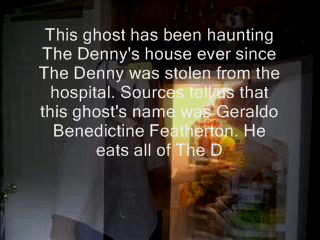 This ghost has been haunting
The Denny's house ever since
The Denny was stolen from the
hospital. Sources tell us that
this ghost's name was Geraldo
Benedictine Featherton. He
eats all of The D